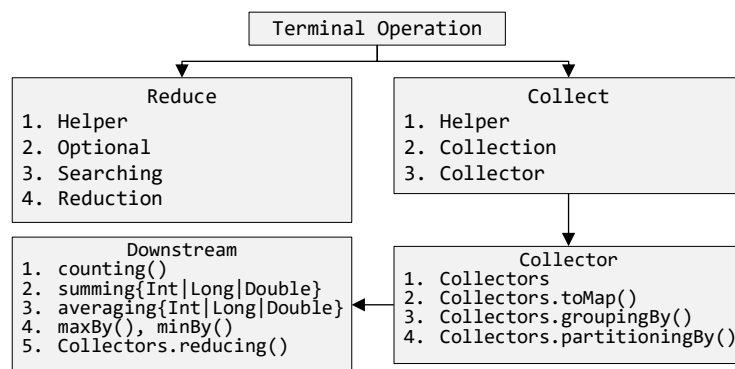 Terminal Operation
Reduce
1. Helper
2. Optional
3. Searching
4. Reduction
Collect
1. Helper
2. Collection
3. Collector
Downstream
1. counting()
2. summing{Int|Long|Double}
3. averaging{Int|Long|Double}
4. maxBy(), minBy()
5. Collectors.reducing()
Collector
1. Collectors
2. Collectors.toMap()
3. Collectors.groupingBy()
4. Collectors.partitioningBy()